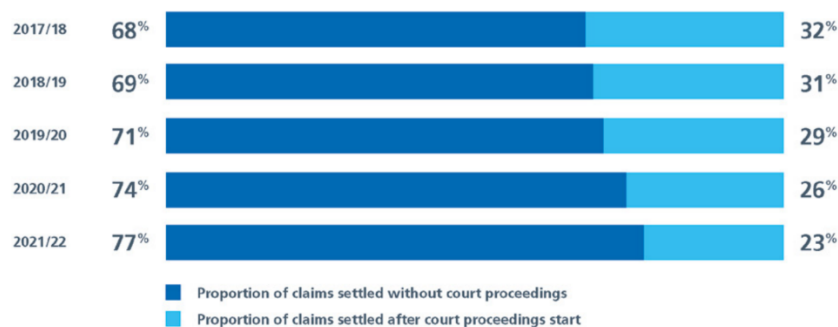 2017/18 68% 32%
2018/19 69% 31%
2019/20 71% 29%
2020/21 74% 26%
2021/22 77% 23%
Proportion of claims settled without court proceedings
Proportion of claims settled after court proceedings start